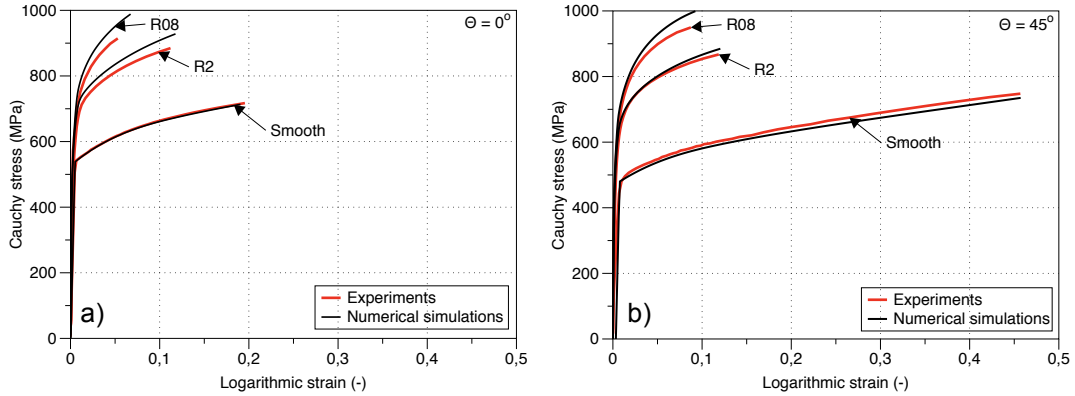 1000
800
600
400
200
0
Cauchy stress (MPa)
R08
R2
Smooth
Θ = 0°
a)
Experiments
Numerical simulations
0
0,1
0,2
0,3
0,4
0,5
Logarithmic strain (-)
1000
800
600
400
200
0
Cauchy stress (MPa)
R08
R2
Smooth
Θ = 45°
b)
Experiments
Numerical simulations
0
0,1
0,2
0,3
0,4
0,5
Logarithmic strain (-)